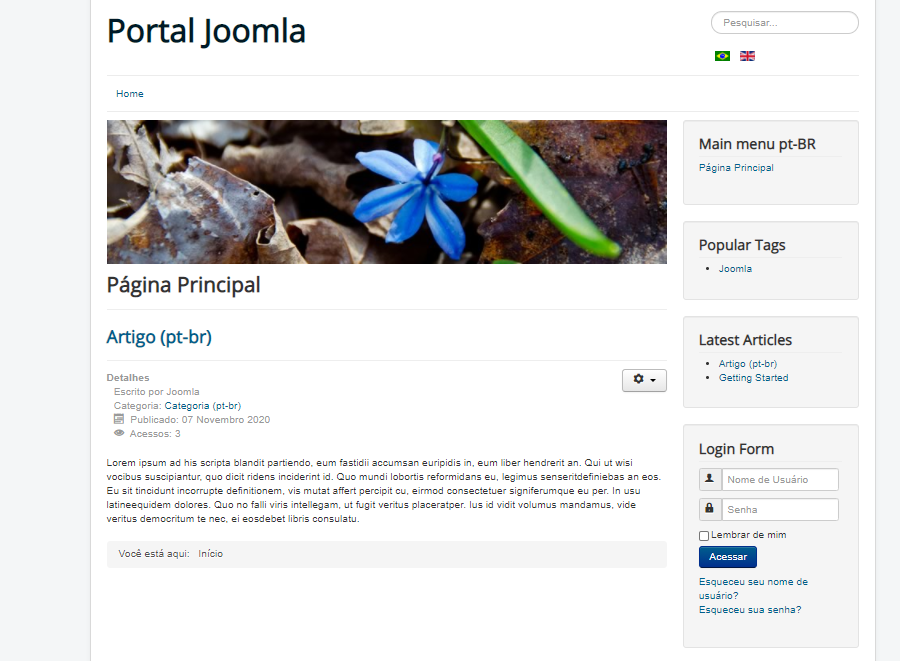 Portal Joomla
Pesquisar...
Home
Página Principal
Artigo (pt-br)
Detalhes
Escrito por Joomla
Categoria: Categoria (pt-br)
Publicado: 07 Novembro 2020
Acessos: 3
Lorem ipsum ad his scripta blandit partiendo, eum fastidii accumsan euripidis in, eum liber hendrerit an. Qui ut wisi
vocibus suscipiantur, quo dicit ridens inciderint id. Quo mundi lobortis reformidans eu, legimus senseritdefiniebas an eos.
Eu sit tincidunt incorrupte definitionem, vis mutat affert percipit cu, eirmod consectetuer signiferumque eu per. In usu
latineequidem dolores. Quo no falli viris intellegam, ut fugit veritus placeratper. Ius id vidit volumus mandamus, vide
veritus democritum te nec, ei eosdebet libris consulatu.
Você está aqui: Início
Main menu pt-BR
Página Principal
Popular Tags
Joomla
Latest Articles
Artigo (pt-br)
Getting Started
Login Form
Nome de Usuário
Senha
Lembrar de mim
Acessar
Esqueceu seu nome de
usuário?
Esqueceu sua senha?